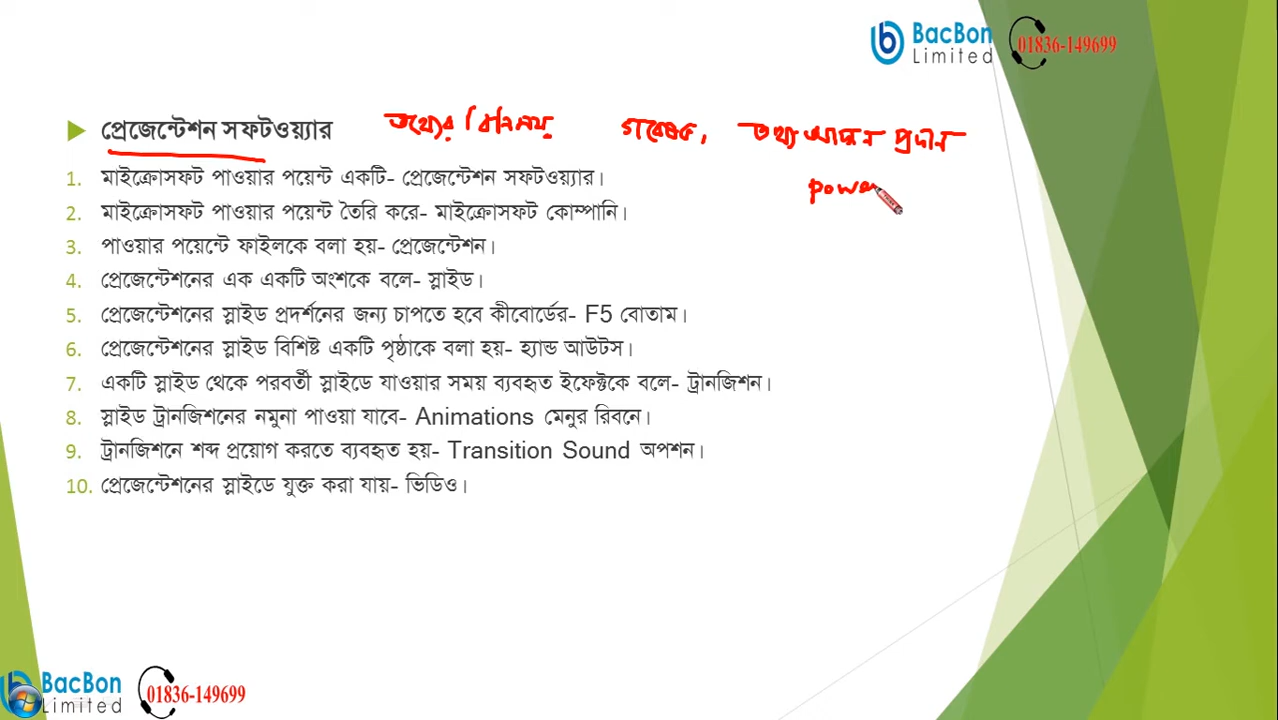 BacBon
Limited
01836-149699
প্রেজেন্টেশন সফটওয়্যার তথ্যের বিনিময় গবেষক, তথ্য আদান প্রদান
powe
1. মাইক্রোসফট পাওয়ার পয়েন্ট একটি- প্রেজেন্টেশন সফটওয়্যার।
2. মাইক্রোসফট পাওয়ার পয়েন্ট তৈরি করে- মাইক্রোসফট কোম্পানি।
3. পাওয়ার পয়েন্টে ফাইলকে বলা হয়- প্রেজেন্টেশন।
4. প্রেজেন্টেশনের এক একটি অংশকে বলে- স্লাইড।
5. প্রেজেন্টেশনের স্লাইড প্রদর্শনের জন্য চাপতে হবে কীবোর্ডের- F5 বোতাম।
6. প্রেজেন্টেশনের স্লাইড বিশিষ্ট একটি পৃষ্ঠাকে বলা হয়- হ্যান্ড আউটস।
7. একটি স্লাইড থেকে পরবর্তী স্লাইডে যাওয়ার সময় ব্যবহৃত ইফেক্টকে বলে- ট্রানজিশন।
8. স্লাইড ট্রানজিশনের নমুনা পাওয়া যাবে- Animations মেনুর রিবনে।
9. ট্রানজিশনে শব্দ প্রয়োগ করতে ব্যবহৃত হয়- Transition Sound অপশন।
10. প্রেজেন্টেশনের স্লাইডে যুক্ত করা যায়- ভিডিও।
BacBon
Limited
01836-149699